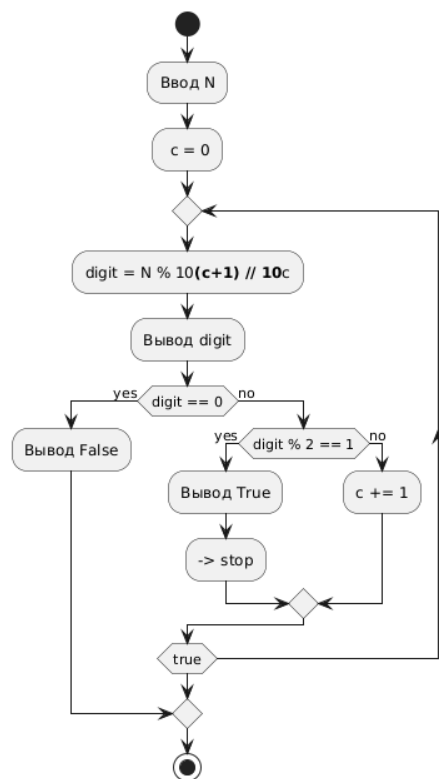 Ввод N
c = 0
digit = N % 10(c+1) // 10c
Вывод digit
yes
digit == 0
no
Вывод False
yes
digit % 2 == 1
no
Вывод True
c += 1
-> stop
true